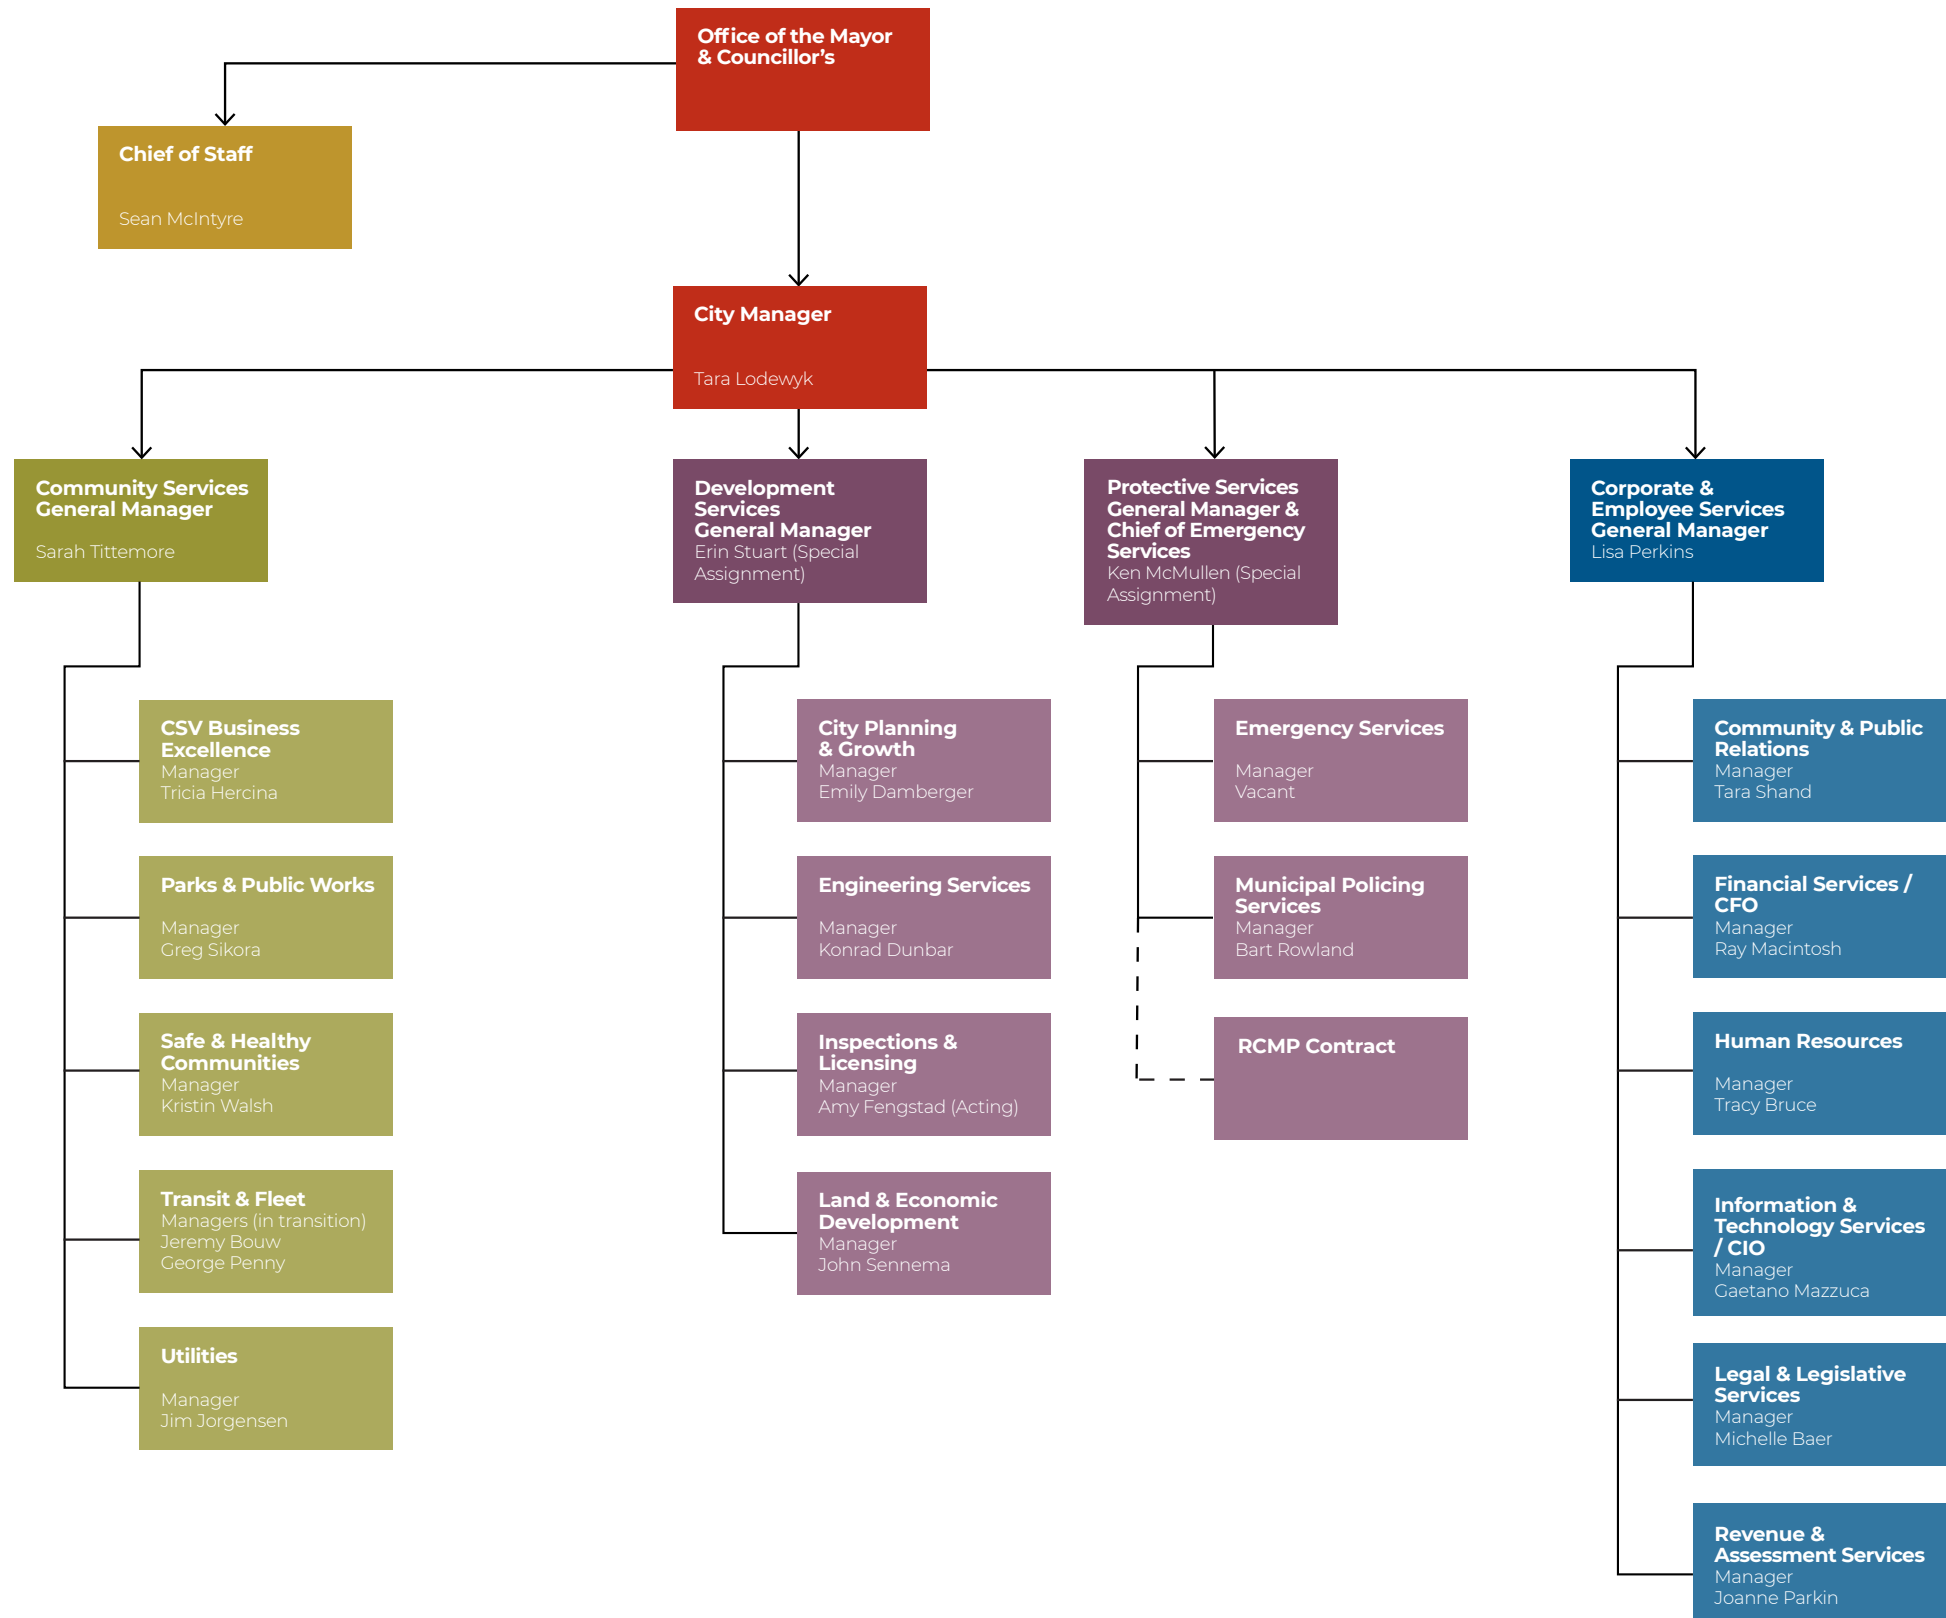 Office of the Mayor
& Councillor’s
Chief of Staff
Sean McIntyre
City Manager
Tara Lodewyk
Community Services
General Manager
Sarah Tittemore
Development
Services
General Manager
Erin Stuart (Special
Assignment)
Protective Services
General Manager &
Chief of Emergency
Services
Ken McMullen (Special
Assignment)
Corporate &
Employee Services
General Manager
Lisa Perkins
CSV Business
Excellence
Manager
Tricia Hercina
Parks & Public Works
Manager
Greg Sikora
Safe & Healthy
Communities
Manager
Kristin Walsh
Transit & Fleet
Managers (in transition)
Jeremy Bouw
George Penny
Utilities
Manager
Jim Jorgensen
City Planning
& Growth
Manager
Emily Damberger
Engineering Services
Manager
Konrad Dunbar
Inspections &
Licensing
Manager
Amy Fengstad (Acting)
Land & Economic
Development
Manager
John Sennema
Emergency Services
Manager
Vacant
Municipal Policing
Services
Manager
Bart Rowland
RCMP Contract
Community & Public
Relations
Manager
Tara Shand
Financial Services /
CFO
Manager
Ray Macintosh
Human Resources
Manager
Tracy Bruce
Information &
Technology Services
/ CIO
Manager
Gaetano Mazzuca
Legal & Legislative
Services
Manager
Michelle Baer
Revenue &
Assessment Services
Manager
Joanne Parkin